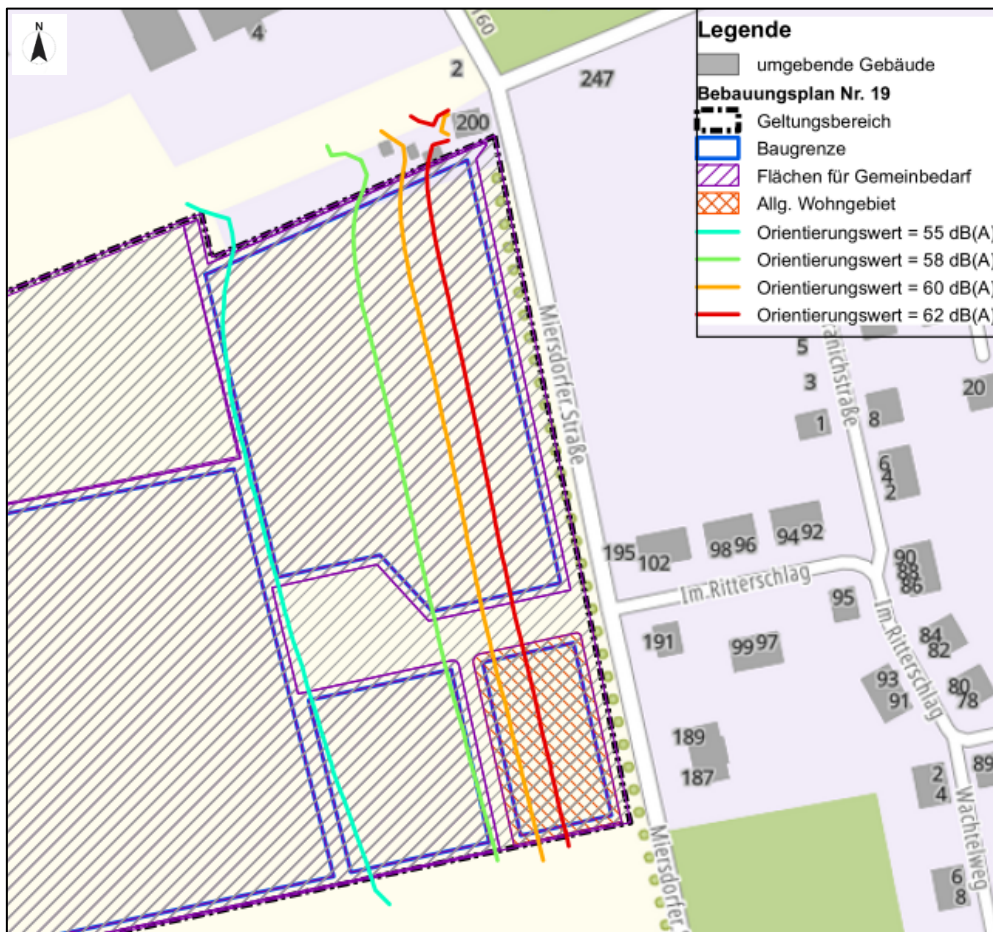 N
Legende
umgebende Gebäude
Bebauungsplan Nr. 19
Geltungsbereich
Baugrenze
Flächen für Gemeinbedarf
Allg. Wohngebiet
Orientierungswert = 55 dB(A)
Orientierungswert = 58 dB(A)
Orientierungswert = 60 dB(A)
Orientierungswert = 62 dB(A)
4
160
2
247
200
Miersdorfer Straße
5
3
1
8
20
6
4
2
195
102
98 96
94 92
90
88
86
Im Ritterschlag
95
191
99 97
84
82
Im Ritterschlag
93
91
80
78
189
187
2
4
89
Wachtelweg
Miersdorfer
6
8